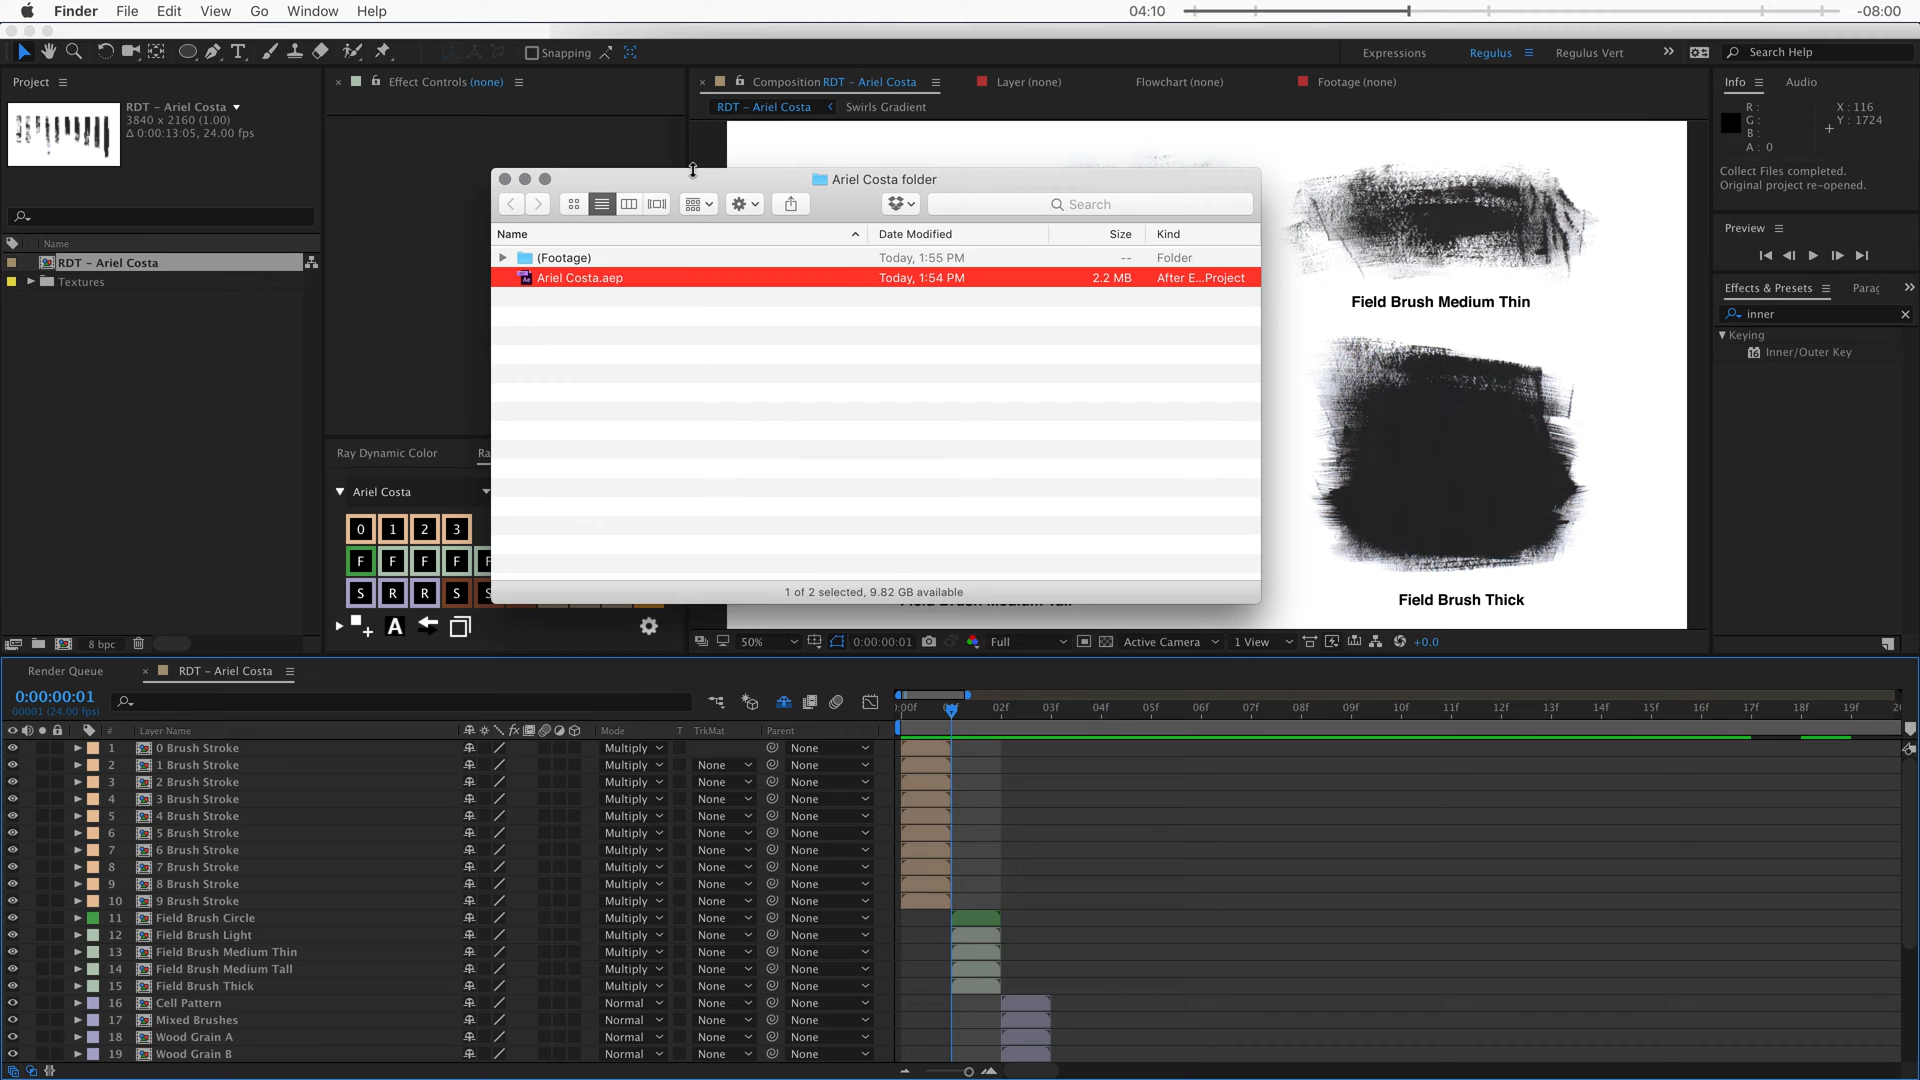 Finder File Edit View Go Window Help 04:10 -08:00
Snapping Expressions Regulus Regulus Vert Search Help
Project Effect Controls (none) Composition RDT - Ariel Costa Layer (none) Flowchart (none) Footage (none) Info Audio
RDT - Ariel Costa
3840 x 2160 (1.00)
Δ 0:00:13:05, 24.00 fps
RDT - Ariel Costa Swirls Gradient
R: X: 116
G: Y: 1724
B:
A: 0
Collect Files completed.
Original project re-opened.
Ariel Costa folder
Search
Name Date Modified Size Kind
(Footage) Today, 1:55 PM -- Folder
Ariel Costa.aep Today, 1:54 PM 2.2 MB After E...Project
1 of 2 selected, 9.82 GB available
Name
RDT - Ariel Costa
Textures
Preview
Effects & Presets Parag
inner
Keying
Inner/Outer Key
Field Brush Medium Thin
Field Brush Thick
Ray Dynamic Color Ra
Ariel Costa
0 1 2 3
F F F F F
S R R S S
A
8 bpc
50% 0:00:00:01 Full Active Camera 1 View +0.0
Render Queue RDT - Ariel Costa
0:00:00:01
00001 (24.00 fps)
:00f 02f 03f 04f 05f 06f 07f 08f 09f 10f 11f 12f 13f 14f 15f 16f 17f 18f 19f
# Layer Name fx Mode T TrkMat Parent
1 0 Brush Stroke Multiply None
2 1 Brush Stroke Multiply None None
3 2 Brush Stroke Multiply None None
4 3 Brush Stroke Multiply None None
5 4 Brush Stroke Multiply None None
6 5 Brush Stroke Multiply None None
7 6 Brush Stroke Multiply None None
8 7 Brush Stroke Multiply None None
9 8 Brush Stroke Multiply None None
10 9 Brush Stroke Multiply None None
11 Field Brush Circle Multiply None None
12 Field Brush Light Multiply None None
13 Field Brush Medium Thin Multiply None None
14 Field Brush Medium Tall Multiply None None
15 Field Brush Thick Multiply None None
16 Cell Pattern Normal None None
17 Mixed Brushes Normal None None
18 Wood Grain A Normal None None
19 Wood Grain B Normal None None